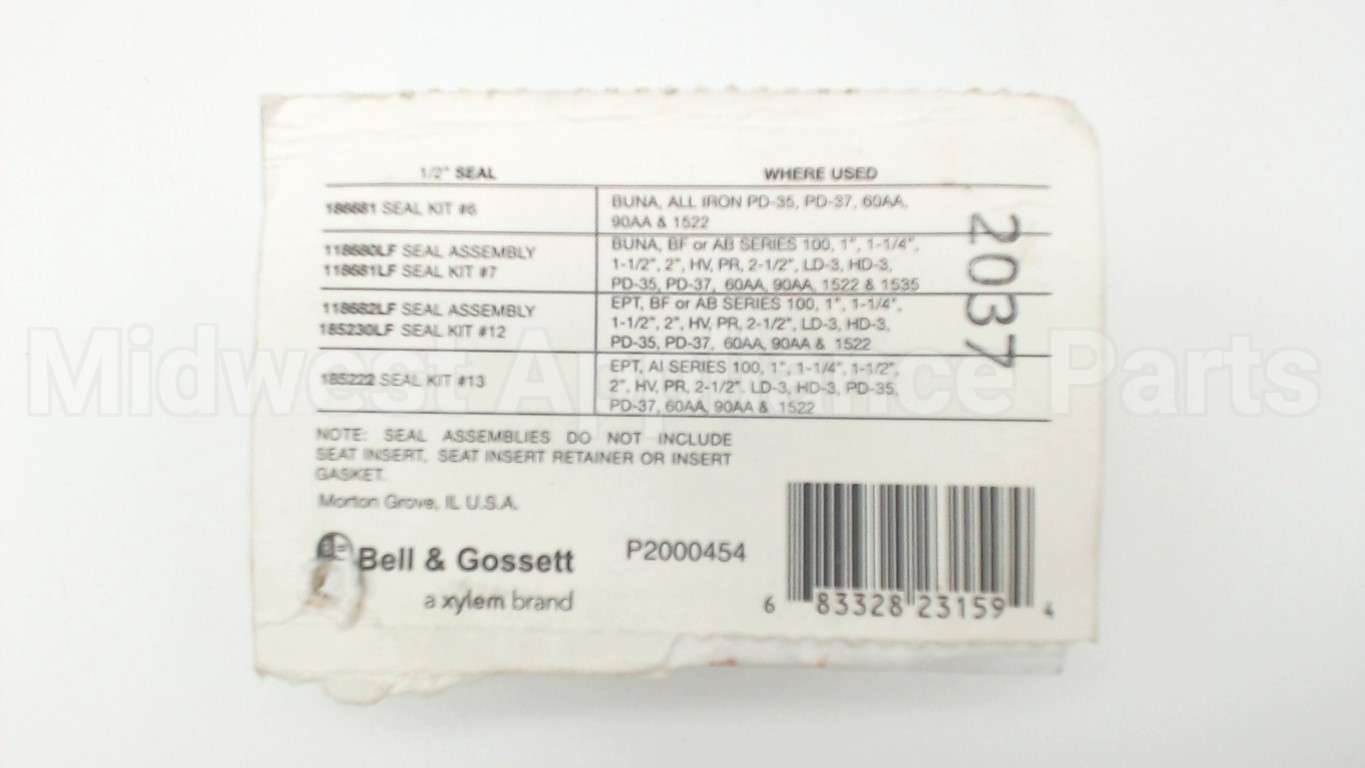 1/2" SEAL WHERE USED
186681 SEAL KIT #6
BUNA, ALL IRON PD-35, PD-37, 60AA,
90AA & 1522
118680LF SEAL ASSEMBLY
118681LF SEAL KIT #7
BUNA, BF or AB SERIES 100, 1", 1-1/4",
1-1/2", 2", HV, PR, 2-1/2", LD-3, HD-3,
PD-35, PD-37, 60AA, 90AA, 1522 & 1535
118682LF SEAL ASSEMBLY
185230LF SEAL KIT #12
EPT, BF or AB SERIES 100, 1", 1-1/4",
1-1/2", 2", HV, PR, 2-1/2", LD-3, HD-3,
PD-35, PD-37, 60AA, 90AA & 1522
185222 SEAL KIT #13
EPT, AI SERIES 100, 1", 1-1/4", 1-1/2",
2", HV, PR, 2-1/2", LD-3, HD-3, PD-35,
PD-37, 60AA, 90AA & 1522
2037
NOTE: SEAL ASSEMBLIES DO NOT INCLUDE
SEAT INSERT, SEAT INSERT RETAINER OR INSERT
GASKET.
Morton Grove, IL U.S.A.
Bell & Gossett
a xylem brand
P2000454
6 83328 23159 4
Midwest Appliance Parts